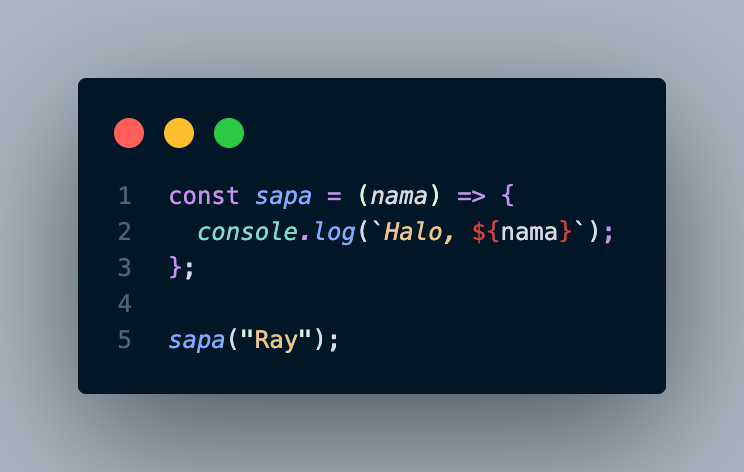 1 const sapa = (nama) => {
2   console.log(`Halo, ${nama}`);
3 };
4
5 sapa("Ray");